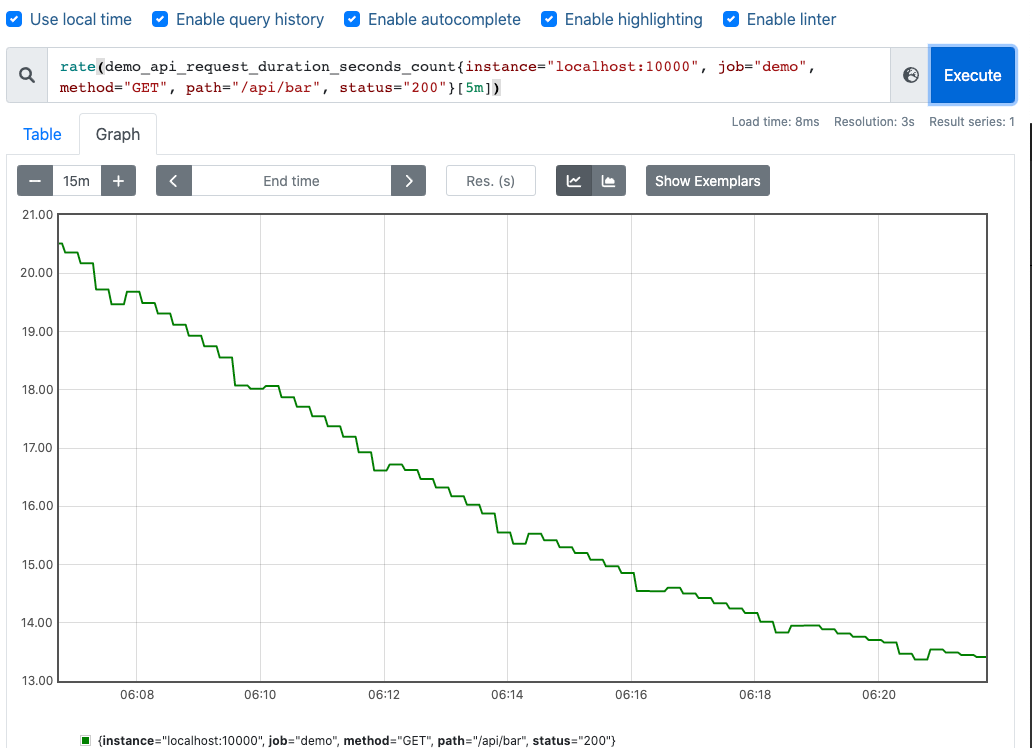 Use local time Enable query history Enable autocomplete Enable highlighting Enable linter
rate(demo_api_request_duration_seconds_count{instance="localhost:10000", job="demo",
method="GET", path="/api/bar", status="200"}[5m])
Execute
Load time: 8ms Resolution: 3s Result series: 1
Table Graph
− 15m + End time Res. (s) Show Exemplars
21.00
20.00
19.00
18.00
17.00
16.00
15.00
14.00
13.00
06:08 06:10 06:12 06:14 06:16 06:18 06:20
{instance="localhost:10000", job="demo", method="GET", path="/api/bar", status="200"}